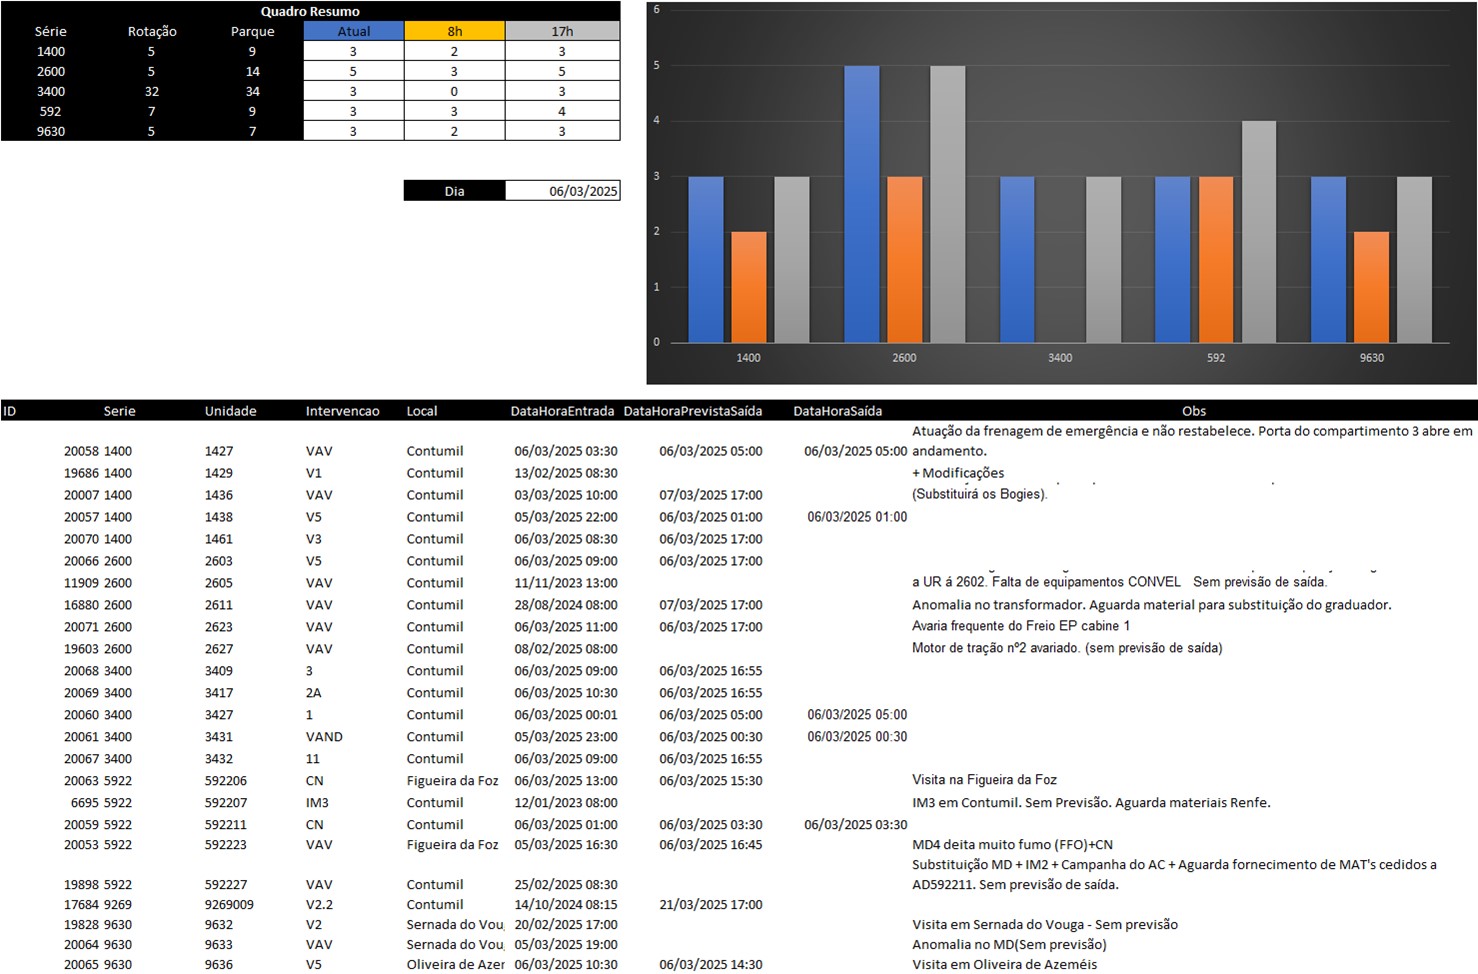 Quadro Resumo
Série Rotação Parque Atual 8h 17h
1400 5 9 3 2 3
2600 5 14 5 3 5
3400 32 34 3 0 3
592 7 9 3 3 4
9630 5 7 3 2 3
Dia 06/03/2025
6
5
4
3
2
1
0
1400 2600 3400 592 9630
ID Serie Unidade Intervencao Local DataHoraEntrada DataHoraPrevistaSaída DataHoraSaída Obs
Atuação da frenagem de emergência e não restabelece. Porta do compartimento 3 abre em
20058 1400 1427 VAV Contumil 06/03/2025 03:30 06/03/2025 05:00 06/03/2025 05:00 andamento.
19686 1400 1429 V1 Contumil 13/02/2025 08:30 + Modificações
20007 1400 1436 VAV Contumil 03/03/2025 10:00 07/03/2025 17:00 (Substituirá os Bogies).
20057 1400 1438 V5 Contumil 05/03/2025 22:00 06/03/2025 01:00 06/03/2025 01:00
20070 1400 1461 V3 Contumil 06/03/2025 08:30 06/03/2025 17:00
20066 2600 2603 V5 Contumil 06/03/2025 09:00 06/03/2025 17:00
11909 2600 2605 VAV Contumil 11/11/2023 13:00 a UR á 2602. Falta de equipamentos CONVEL Sem previsão de saída.
16880 2600 2611 VAV Contumil 28/08/2024 08:00 07/03/2025 17:00 Anomalia no transformador. Aguarda material para substituição do graduador.
20071 2600 2623 VAV Contumil 06/03/2025 11:00 06/03/2025 17:00 Avaria frequente do Freio EP cabine 1
19603 2600 2627 VAV Contumil 08/02/2025 08:00 Motor de tração nº2 avariado. (sem previsão de saída)
20068 3400 3409 3 Contumil 06/03/2025 09:00 06/03/2025 16:55
20069 3400 3417 2A Contumil 06/03/2025 10:30 06/03/2025 16:55
20060 3400 3427 1 Contumil 06/03/2025 00:01 06/03/2025 05:00 06/03/2025 05:00
20061 3400 3431 VAND Contumil 05/03/2025 23:00 06/03/2025 00:30 06/03/2025 00:30
20067 3400 3432 11 Contumil 06/03/2025 09:00 06/03/2025 16:55
20063 5922 592206 CN Figueira da Foz 06/03/2025 13:00 06/03/2025 15:30 Visita na Figueira da Foz
6695 5922 592207 IM3 Contumil 12/01/2023 08:00 IM3 em Contumil. Sem Previsão. Aguarda materiais Renfe.
20059 5922 592211 CN Contumil 06/03/2025 01:00 06/03/2025 03:30 06/03/2025 03:30
20053 5922 592223 VAV Figueira da Foz 05/03/2025 16:30 06/03/2025 16:45 MD4 deita muito fumo (FFO)+CN
Substituição MD + IM2 + Campanha do AC + Aguarda fornecimento de MAT's cedidos a
19898 5922 592227 VAV Contumil 25/02/2025 08:30 AD592211. Sem previsão de saída.
17684 9269 9269009 V2.2 Contumil 14/10/2024 08:15 21/03/2025 17:00
19828 9630 9632 V2 Sernada do Vou 20/02/2025 17:00 Visita em Sernada do Vouga - Sem previsão
20064 9630 9633 VAV Sernada do Vou 05/03/2025 19:00 Anomalia no MD(Sem previsão)
20065 9630 9636 V5 Oliveira de Azer 06/03/2025 10:30 06/03/2025 14:30 Visita em Oliveira de Azeméis